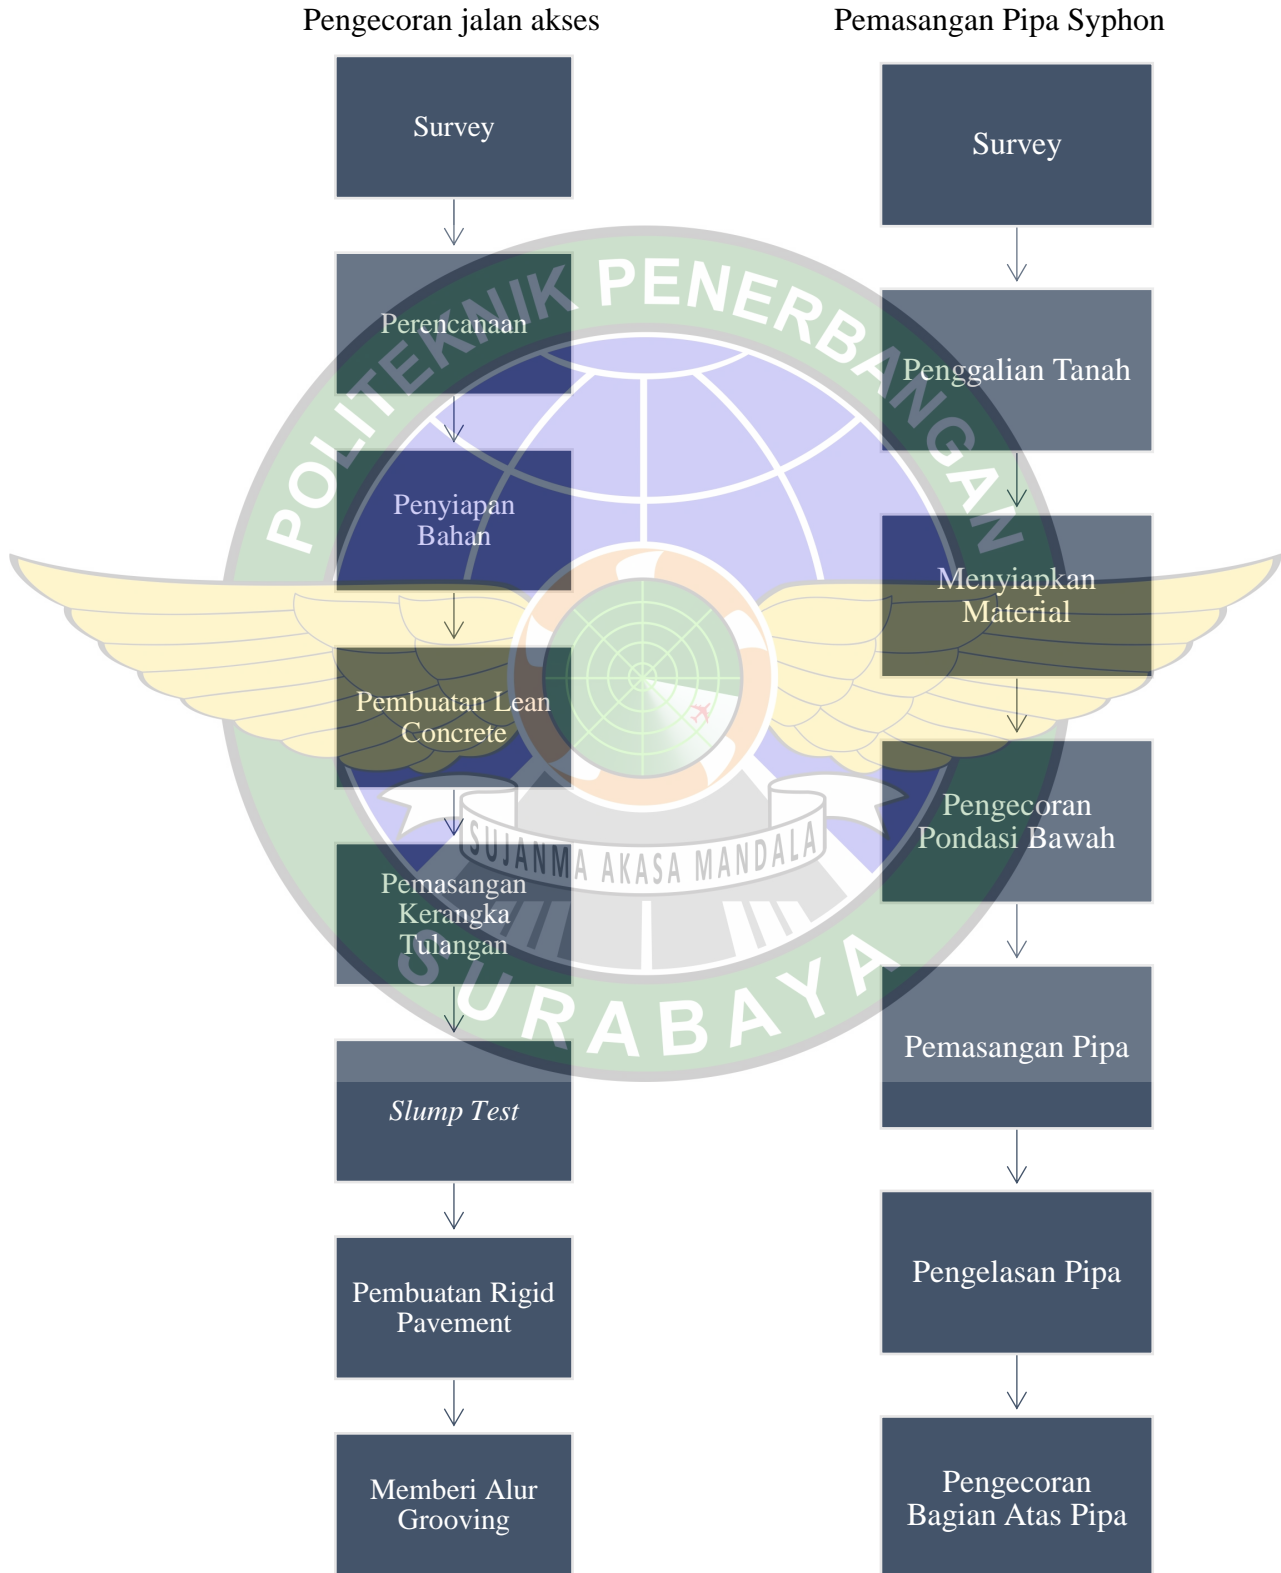 Pengecoran jalan akses
Survey
Perencanaan
Penyiapan
Bahan
Pembuatan Lean
Concrete
Pemasangan
Kerangka
Tulangan
Slump Test
Pembuatan Rigid
Pavement
Memberi Alur
Grooving
Pemasangan Pipa Syphon
Survey
Penggalian Tanah
Menyiapkan
Material
Pengecoran
Pondasi Bawah
Pemasangan Pipa
Pengelasan Pipa
Pengecoran
Bagian Atas Pipa
POLITEKNIK PENERBANGAN
SUJANMA AKASA MANDALA
SURABAYA